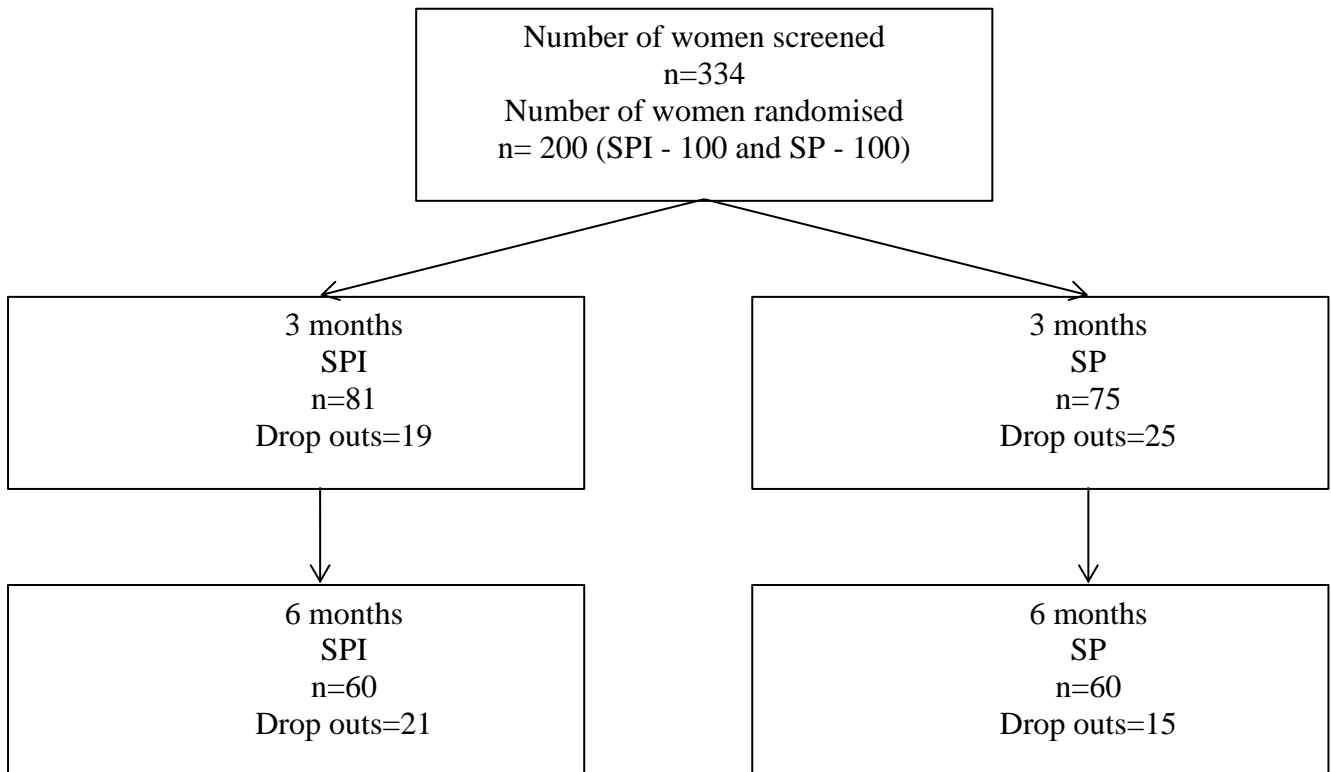 Number of women screened
n=334
Number of women randomised
n= 200 (SPI - 100 and SP - 100)
3 months
SPI
n=81
Drop outs=19
3 months
SP
n=75
Drop outs=25
6 months
SPI
n=60
Drop outs=21
6 months
SP
n=60
Drop outs=15